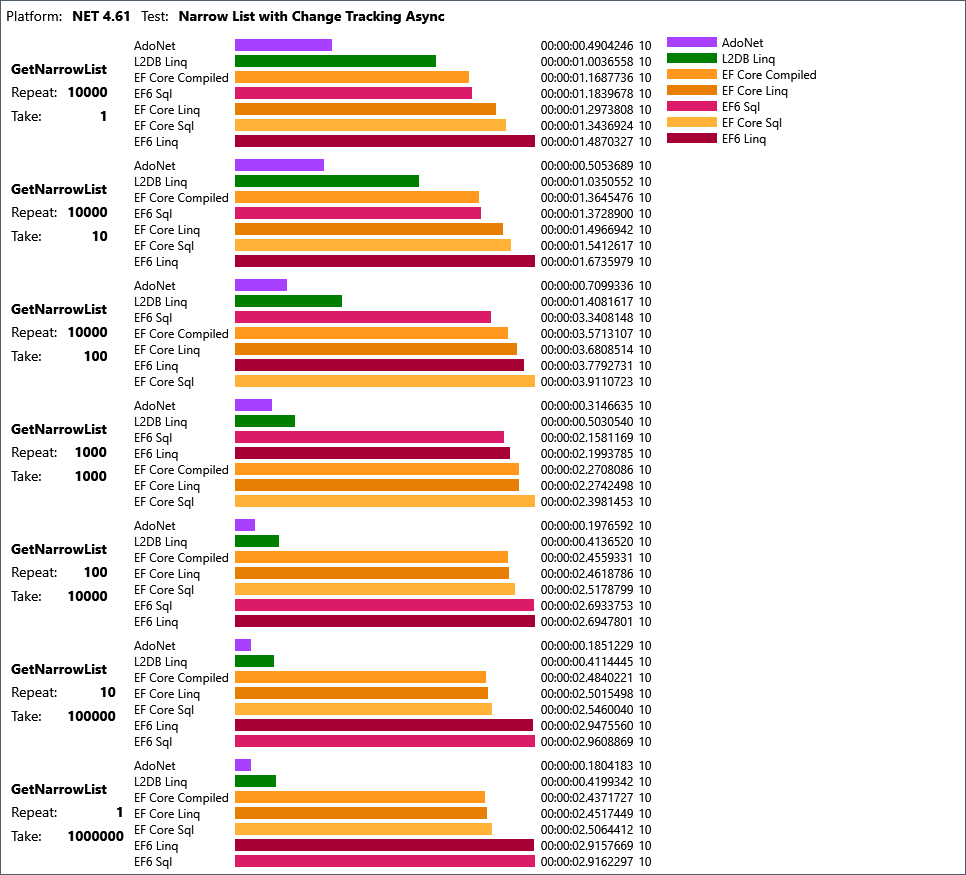 Platform: NET 4.61 Test: Narrow List with Change Tracking Async
GetNarrowList
Repeat: 10000
Take: 1
AdoNet 00:00:00.4904246 10
L2DB Linq 00:00:01.0036558 10
EF Core Compiled 00:00:01.1687736 10
EF6 Sql 00:00:01.1839678 10
EF Core Linq 00:00:01.2973808 10
EF Core Sql 00:00:01.3436924 10
EF6 Linq 00:00:01.4870327 10
AdoNet
L2DB Linq
EF Core Compiled
EF Core Linq
EF6 Sql
EF Core Sql
EF6 Linq
GetNarrowList
Repeat: 10000
Take: 10
AdoNet 00:00:00.5053689 10
L2DB Linq 00:00:01.0350552 10
EF Core Compiled 00:00:01.3645476 10
EF6 Sql 00:00:01.3728900 10
EF Core Linq 00:00:01.4966942 10
EF Core Sql 00:00:01.5412617 10
EF6 Linq 00:00:01.6735979 10
GetNarrowList
Repeat: 10000
Take: 100
AdoNet 00:00:00.7099336 10
L2DB Linq 00:00:01.4081617 10
EF6 Sql 00:00:03.3408148 10
EF Core Compiled 00:00:03.5713107 10
EF Core Linq 00:00:03.6808514 10
EF6 Linq 00:00:03.7792731 10
EF Core Sql 00:00:03.9110723 10
GetNarrowList
Repeat: 1000
Take: 1000
AdoNet 00:00:00.3146635 10
L2DB Linq 00:00:00.5030540 10
EF6 Sql 00:00:02.1581169 10
EF6 Linq 00:00:02.1993785 10
EF Core Compiled 00:00:02.2708086 10
EF Core Linq 00:00:02.2742498 10
EF Core Sql 00:00:02.3981453 10
GetNarrowList
Repeat: 100
Take: 10000
AdoNet 00:00:00.1976592 10
L2DB Linq 00:00:00.4136520 10
EF Core Compiled 00:00:02.4559331 10
EF Core Linq 00:00:02.4618786 10
EF Core Sql 00:00:02.5178799 10
EF6 Sql 00:00:02.6933753 10
EF6 Linq 00:00:02.6947801 10
GetNarrowList
Repeat: 10
Take: 100000
AdoNet 00:00:00.1851229 10
L2DB Linq 00:00:00.4114445 10
EF Core Compiled 00:00:02.4840221 10
EF Core Linq 00:00:02.5015498 10
EF Core Sql 00:00:02.5460040 10
EF6 Linq 00:00:02.9475560 10
EF6 Sql 00:00:02.9608869 10
GetNarrowList
Repeat: 1
Take: 1000000
AdoNet 00:00:00.1804183 10
L2DB Linq 00:00:00.4199342 10
EF Core Compiled 00:00:02.4371727 10
EF Core Linq 00:00:02.4517449 10
EF Core Sql 00:00:02.5064412 10
EF6 Linq 00:00:02.9157669 10
EF6 Sql 00:00:02.9162297 10